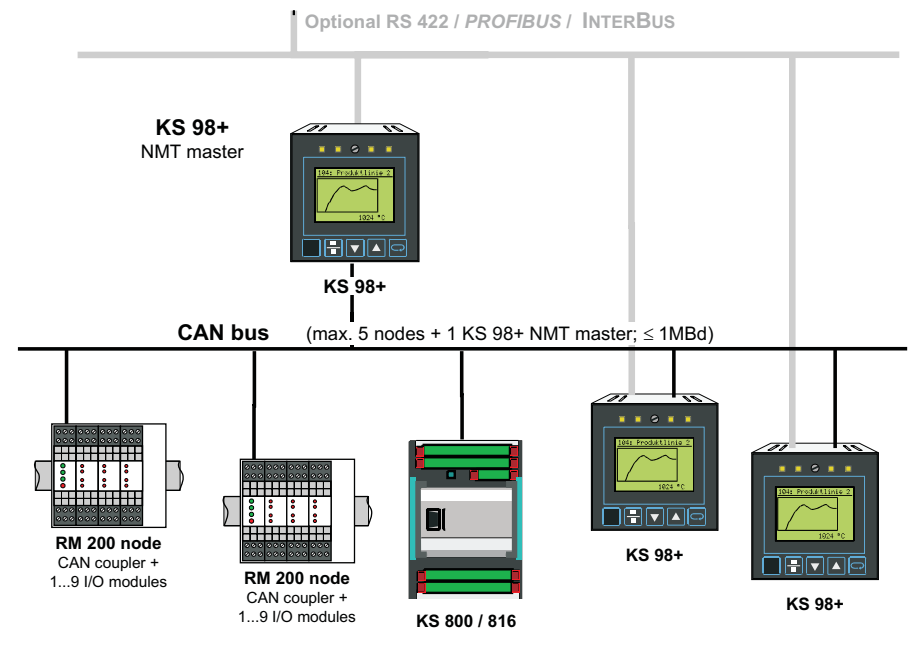 Optional RS 422 / PROFIBUS / INTERBUS
KS 98+
NMT master
104: Produktlinie 2
1024 °C
KS 98+
CAN bus (max. 5 nodes + 1 KS 98+ NMT master; ≤ 1MBd)
RM 200 node
CAN coupler +
1...9 I/O modules
RM 200 node
CAN coupler +
1...9 I/O modules
KS 800 / 816
104: Produktlinie 2
1024 °C
KS 98+
104: Produktlinie 2
1024 °C
KS 98+